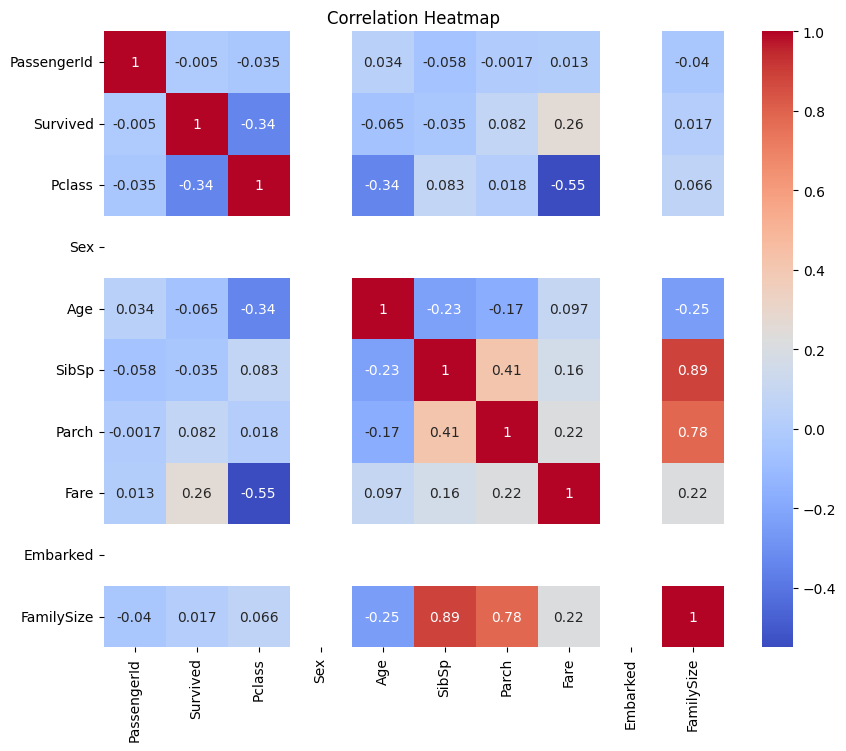 Correlation Heatmap
PassengerId 1 -0.005 -0.035 0.034 -0.058 -0.0017 0.013 -0.04
Survived -0.005 1 -0.34 -0.065 -0.035 0.082 0.26 0.017
Pclass -0.035 -0.34 1 -0.34 0.083 0.018 -0.55 0.066
Sex
Age 0.034 -0.065 -0.34 1 -0.23 -0.17 0.097 -0.25
SibSp -0.058 -0.035 0.083 -0.23 1 0.41 0.16 0.89
Parch -0.0017 0.082 0.018 -0.17 0.41 1 0.22 0.78
Fare 0.013 0.26 -0.55 0.097 0.16 0.22 1 0.22
Embarked
FamilySize -0.04 0.017 0.066 -0.25 0.89 0.78 0.22 1
PassengerId Survived Pclass Sex Age SibSp Parch Fare Embarked FamilySize
1.0
0.8
0.6
0.4
0.2
0.0
−0.2
−0.4